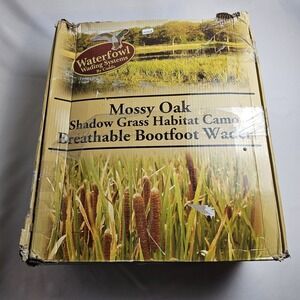 Waterfowl
Wading Systems
Mossy Oak
Shadow Grass Habitat Camo
Breathable Bootfoot Wader